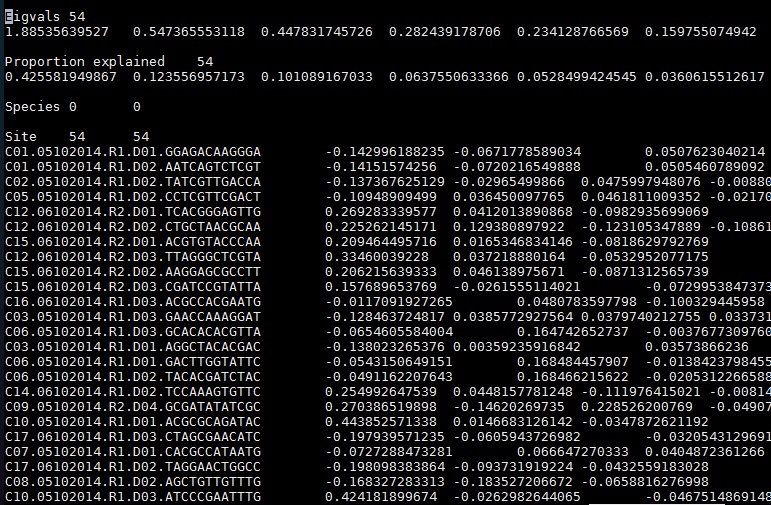 Eigvals 54
1.88535639527 0.547365553118 0.447831745726 0.282439178706 0.234128766569 0.159755074942
Proportion explained 54
0.425581949867 0.123556957173 0.101089167033 0.0637550633366 0.0528499424545 0.0360615512617
Species 0 0
Site 54 54
C01.05102014.R1.D01.GGAGACAAGGGA -0.142996188235 -0.0671778589034 0.0507623040214
C01.05102014.R1.D02.AATCAGTCTCGT -0.14151574256 -0.0720216549888 0.0505460789092
C02.05102014.R1.D02.TATCGTTGACCA -0.137367625129 -0.02965499866 0.0475997948076 -0.00880
C05.05102014.R1.D02.CCTCGTTCGACT -0.10948909499 0.036450097765 0.0461811009352 -0.02170
C12.06102014.R2.D01.TCACGGGAGTTG 0.269283339577 0.0412013890868 -0.0982935699069
C12.06102014.R2.D02.CTGCTAACGCAA 0.225262145171 0.129380897922 -0.123105347889 -0.10861
C15.06102014.R2.D01.ACGTGTACCCAA 0.209464495716 0.0165346834146 -0.0818629792769
C12.06102014.R2.D03.TTAGGGCTCGTA 0.33460039228 0.037218880164 -0.0532952077175
C15.06102014.R2.D02.AAGGAGCGCCTT 0.206215639333 0.046138975671 -0.0871312565739
C15.06102014.R2.D03.CGATCCGTATTA 0.157689653769 -0.0261555114021 -0.0729953847373
C16.06102014.R1.D03.ACGCCACGAATG -0.0117091927265 0.0480783597798 -0.100329445958
C03.05102014.R1.D03.GAACCAAAGGAT -0.128463724817 0.0385772927564 0.0379740212755 0.033731
C06.05102014.R1.D03.GCACACACGTTA -0.0654605584004 0.164742652737 -0.0037677309760
C03.05102014.R1.D01.AGGCTACACGAC -0.138023265376 0.00359235916842 0.03573866236
C06.05102014.R1.D01.GACTTGGTATTC -0.0543150649151 0.168484457907 -0.0138423798455
C06.05102014.R1.D02.TACACGATCTAC -0.0491162207643 0.168466215622 -0.0205312266588
C14.06102014.R1.D02.TCCAAAGTGTTC 0.254992647539 0.0448157781248 -0.111976415021 -0.00814
C09.05102014.R2.D04.GCGATATATCGC 0.270386519898 -0.14620269735 0.228526200769 -0.04907
C10.05102014.R1.D01.ACGCGCAGATAC 0.443852571338 0.0146683126142 -0.0347872621192
C17.06102014.R1.D03.CTAGCGAACATC -0.197939571235 -0.0605943726982 -0.0320543129691
C07.05102014.R1.D01.CACGCCATAATG -0.0727288473281 0.066647270333 0.0404872361266
C17.06102014.R1.D02.TAGGAACTGGCC -0.198098383864 -0.093731919224 -0.0432559183028
C08.05102014.R1.D02.AGCTGTTGTTTG -0.168327283313 -0.183527206672 -0.0658816276998
C10.05102014.R1.D03.ATCCCGAATTTG 0.424181899674 -0.0262982644065 -0.0467514869148